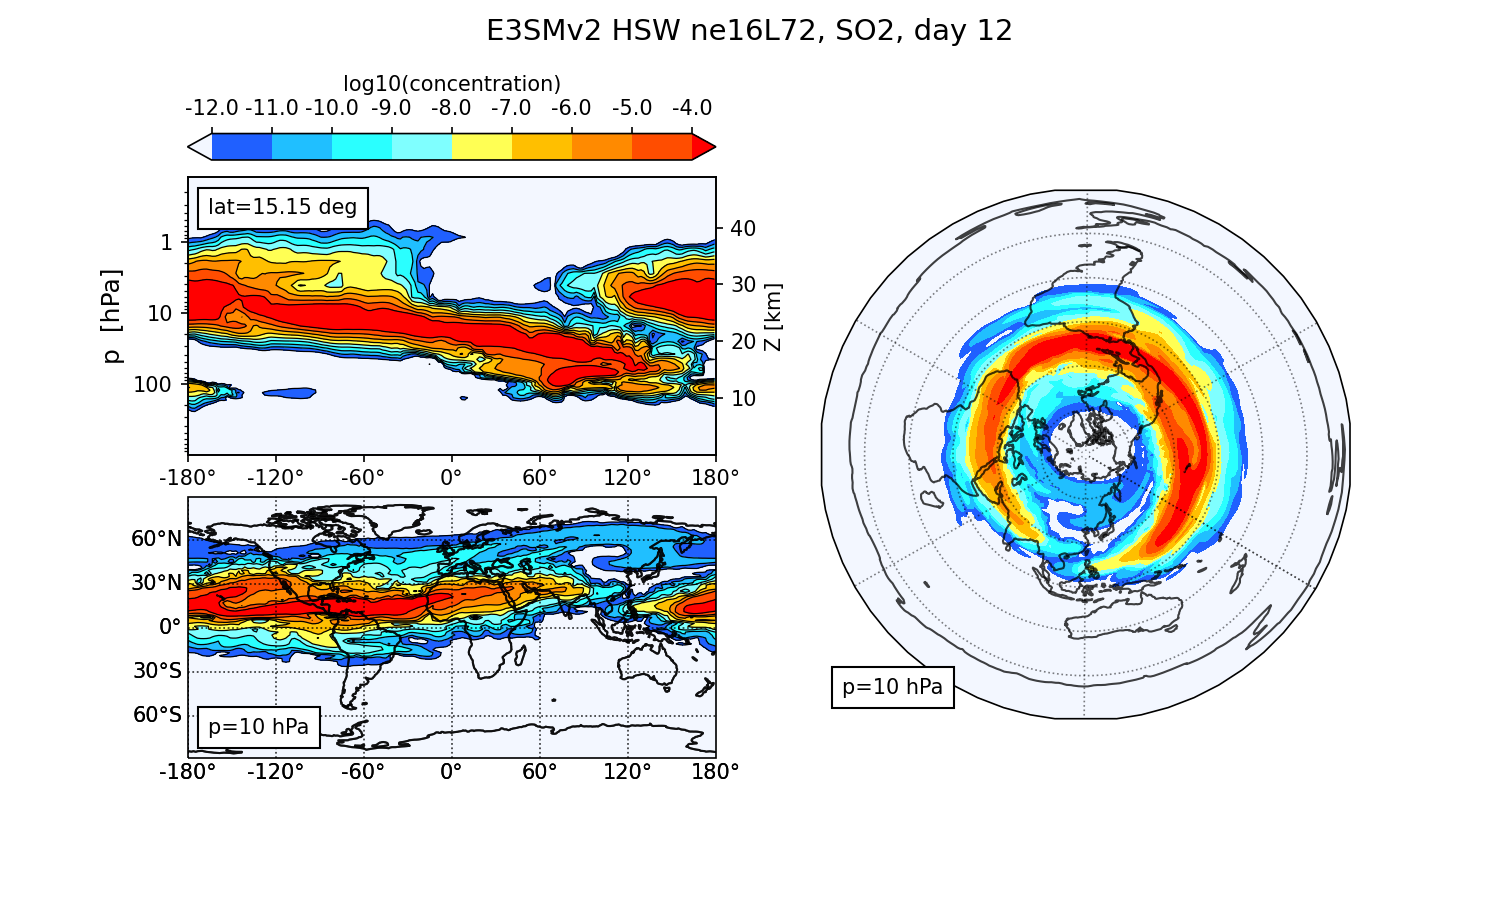 E3SMv2 HSW ne16L72, SO2, day 12
log10(concentration)
-12.0 -11.0 -10.0 -9.0 -8.0 -7.0 -6.0 -5.0 -4.0
lat=15.15 deg
p [hPa]
1
10
100
Z [km]
40
30
20
10
-180° -120° -60° 0° 60° 120° 180°
60°N
30°N
0°
30°S
60°S
p=10 hPa
-180° -120° -60° 0° 60° 120° 180°
p=10 hPa